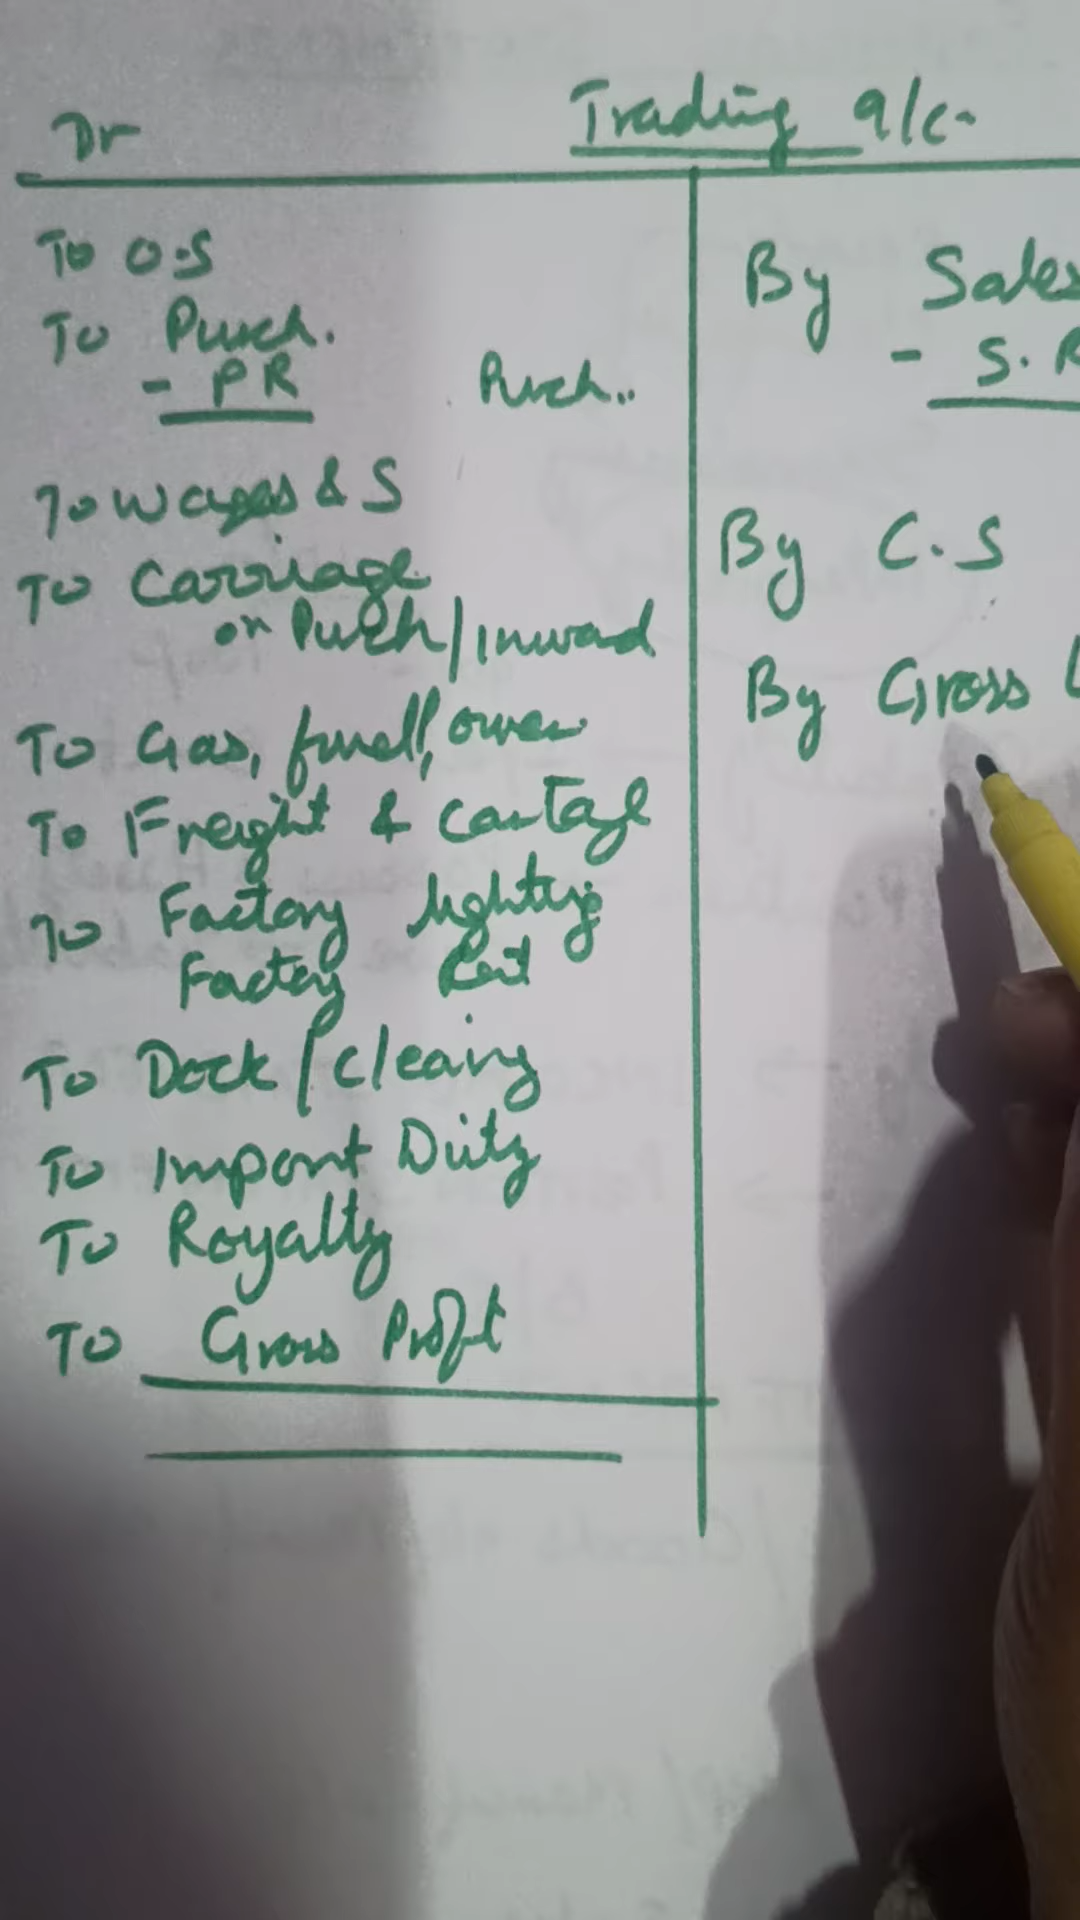 Dr Trading a/c.
To O.S
To Purch.
- PR Purch..
To Wages & S
To Carriage
on Purch/Inward
To Gas, fuell, ower
To Freight & Cartage
To Factory lighting
Factory Rent
To Dock/Clearing
To Import Duty
To Royalty
To Gross Profit
By Sales
- S. R
By C.S
By Gross L